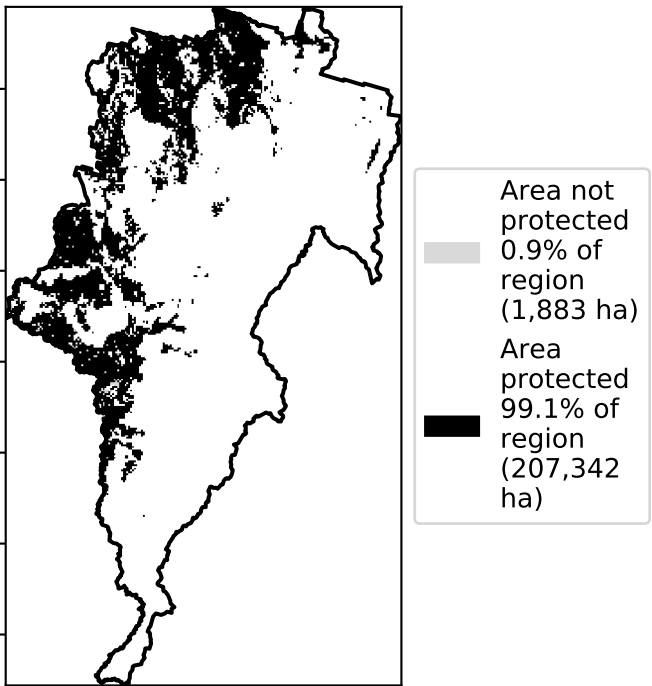 Area not
protected
0.9% of
region
(1,883 ha)
Area
protected
99.1% of
region
(207,342
ha)